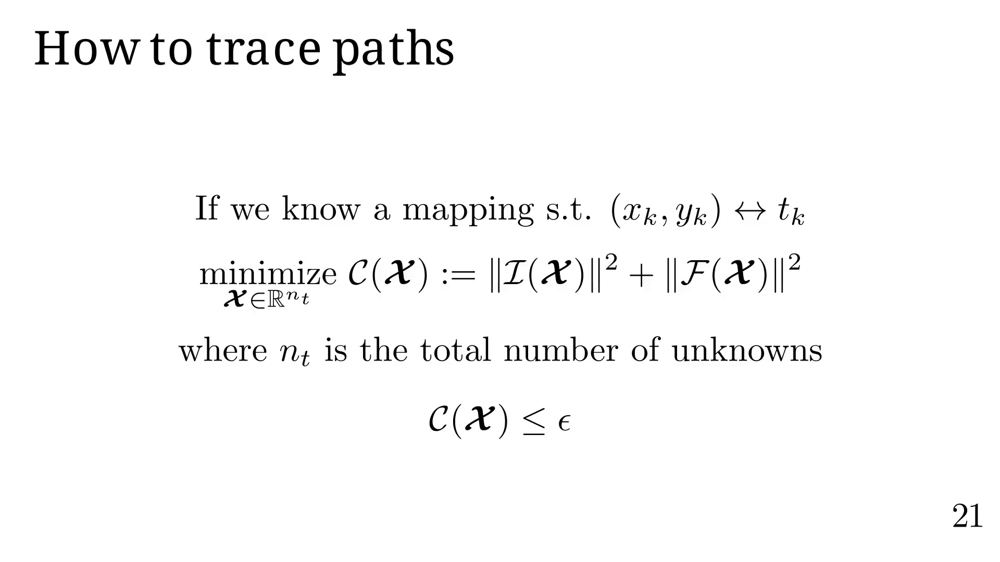 How to trace paths
If we know a mapping s.t. $(x_k, y_k) \leftrightarrow t_k$
$\underset{\boldsymbol{\mathcal{X}} \in \mathbb{R}^{n_t}}{\text{minimize}}\ \mathcal{C}(\boldsymbol{\mathcal{X}}) := \|\mathcal{I}(\boldsymbol{\mathcal{X}})\|^2 + \|\mathcal{F}(\boldsymbol{\mathcal{X}})\|^2$
where $n_t$ is the total number of unknowns
$\mathcal{C}(\boldsymbol{\mathcal{X}}) \leq \epsilon$
21